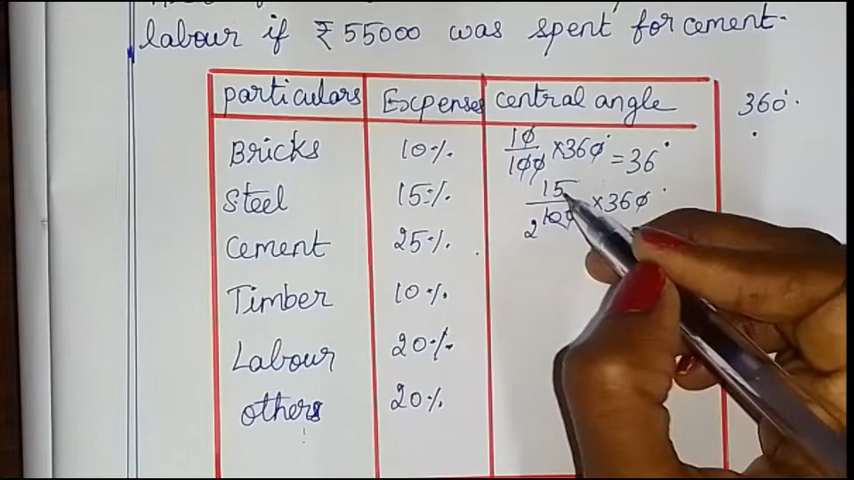 labour if ₹55000 was spent for cement.
particulars Expenses central angle 360°.
Bricks 10% 10/100 ×360° = 36°
Steel 15% 15/ ×360°
2
Cement 25%
Timber 10%
Labour 20%
others 20%